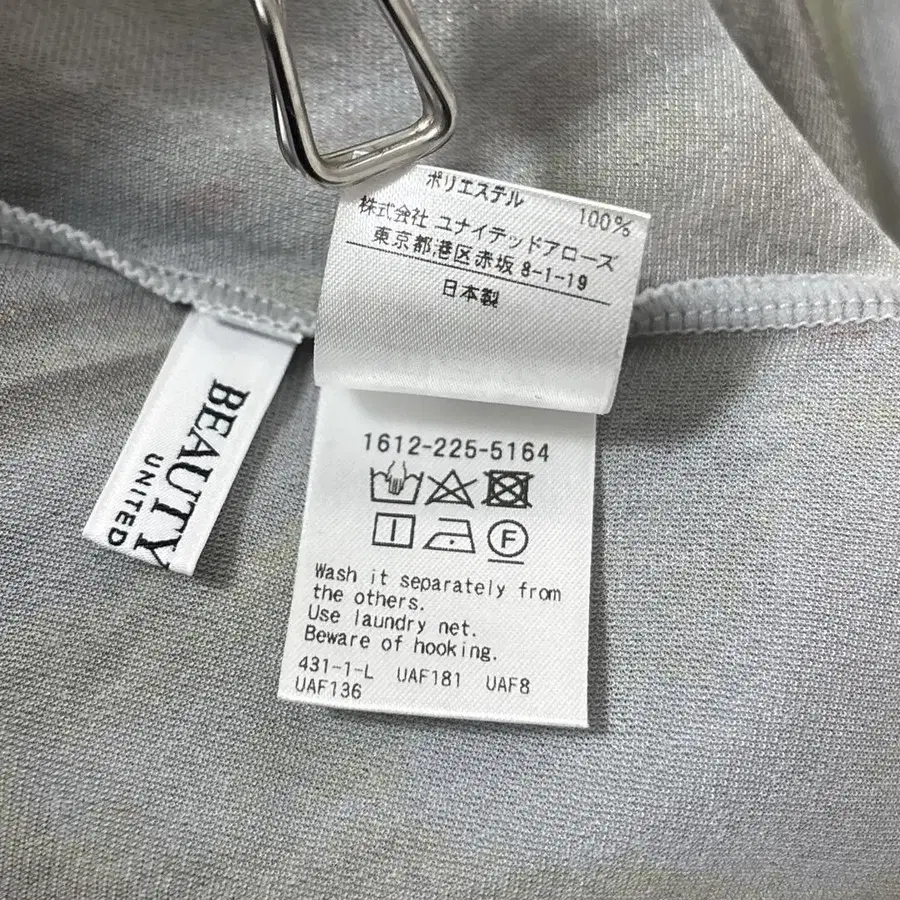 ポリエステル 100%
株式会社 ユナイテッドアローズ
東京都港区赤坂 8-1-19
日本製
BEAUTY
UNITED
1612-225-5164
F
Wash it separately from
the others.
Use laundry net.
Beware of hooking.
431-1-L UAF181 UAF8
UAF136